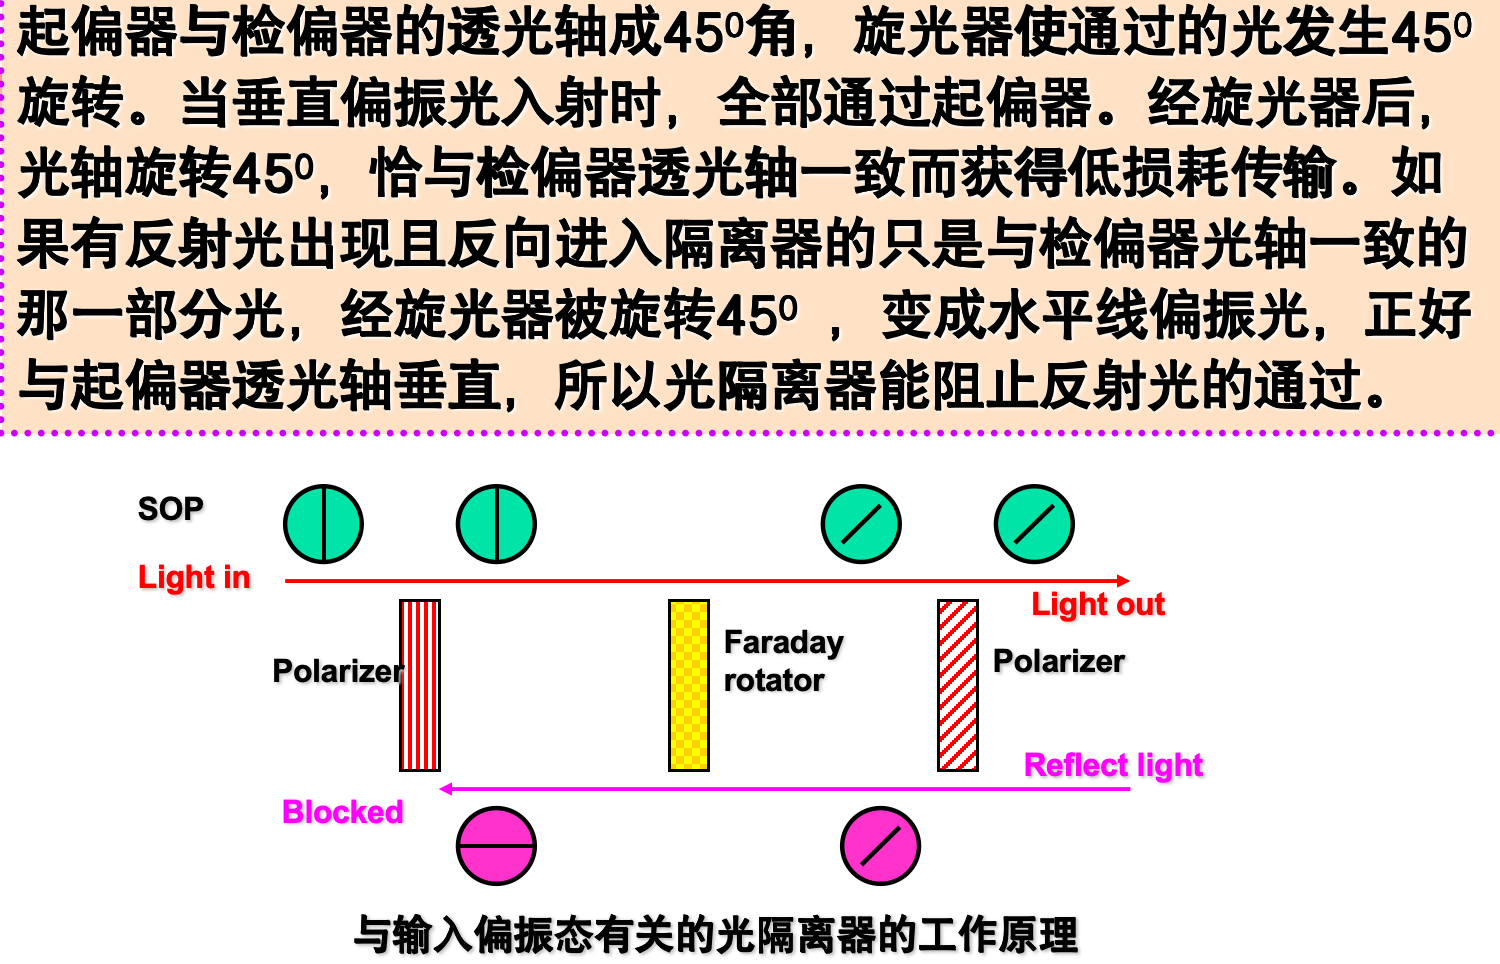 起偏器与检偏器的透光轴成45⁰角，旋光器使通过的光发生45⁰
旋转。当垂直偏振光入射时，全部通过起偏器。经旋光器后，
光轴旋转45⁰，恰与检偏器透光轴一致而获得低损耗传输。如
果有反射光出现且反向进入隔离器的只是与检偏器光轴一致的
那一部分光，经旋光器被旋转45⁰ ，变成水平线偏振光，正好
与起偏器透光轴垂直，所以光隔离器能阻止反射光的通过。
SOP
Light in
Light out
Polarizer
Faraday
rotator
Polarizer
Reflect light
Blocked
与输入偏振态有关的光隔离器的工作原理